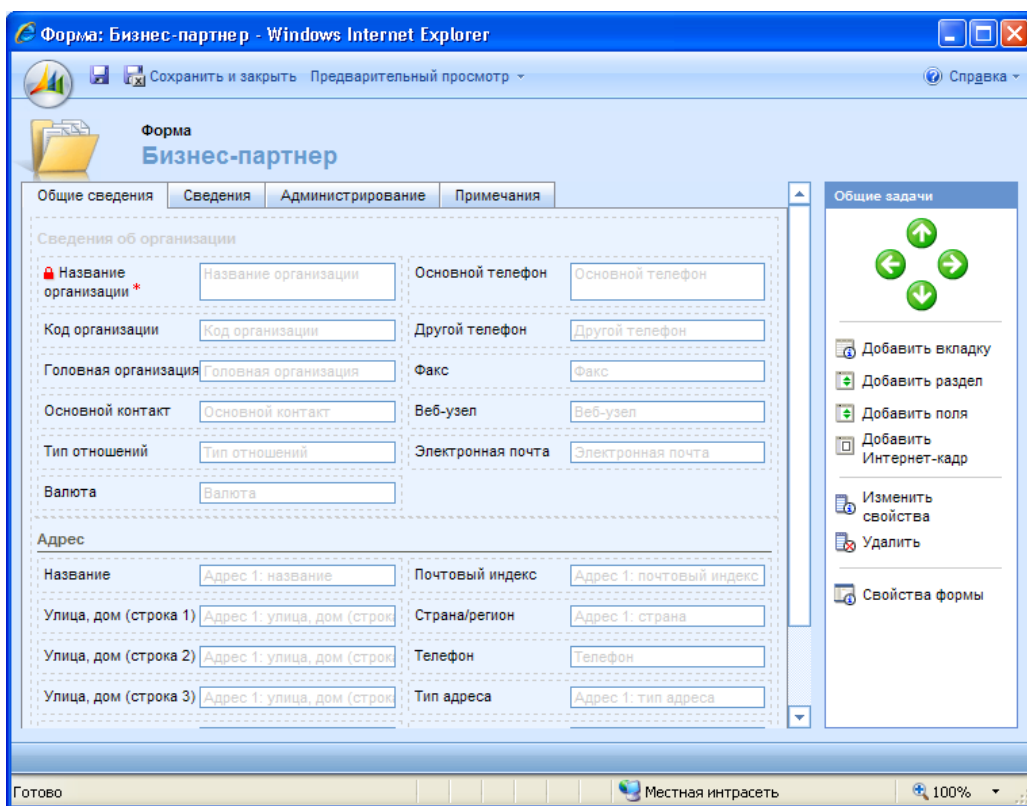 Форма: Бизнес-партнер - Windows Internet Explorer
Сохранить и закрыть Предварительный просмотр
Справка
Форма
Бизнес-партнер
Общие сведения Сведения Администрирование Примечания
Сведения об организации
Название организации * Название организации Основной телефон Основной телефон
Код организации Код организации Другой телефон Другой телефон
Головная организация Головная организация Факс Факс
Основной контакт Основной контакт Веб-узел Веб-узел
Тип отношений Тип отношений Электронная почта Электронная почта
Валюта Валюта
Адрес
Название Адрес 1: название Почтовый индекс Адрес 1: почтовый индекс
Улица, дом (строка 1) Адрес 1: улица, дом (строка Страна/регион Адрес 1: страна
Улица, дом (строка 2) Адрес 1: улица, дом (строка Телефон Телефон
Улица, дом (строка 3) Адрес 1: улица, дом (строка Тип адреса Адрес 1: тип адреса
Общие задачи
Добавить вкладку
Добавить раздел
Добавить поля
Добавить
Интернет-кадр
Изменить
свойства
Удалить
Свойства формы
Готово Местная интрасеть 100%